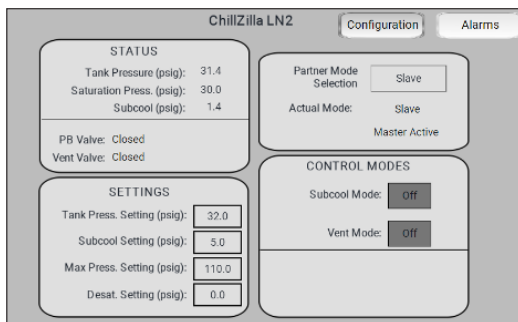 ChillZilla LN2
Configuration
Alarms
STATUS
Tank Pressure (psig): 31.4
Saturation Press. (psig): 30.0
Subcool (psig): 1.4
PB Valve: Closed
Vent Valve: Closed
Partner Mode
Selection
Slave
Actual Mode: Slave
Master Active
SETTINGS
Tank Press. Setting (psig): 32.0
Subcool Setting (psig): 5.0
Max Press. Setting (psig): 110.0
Desat. Setting (psig): 0.0
CONTROL MODES
Subcool Mode: Off
Vent Mode: Off